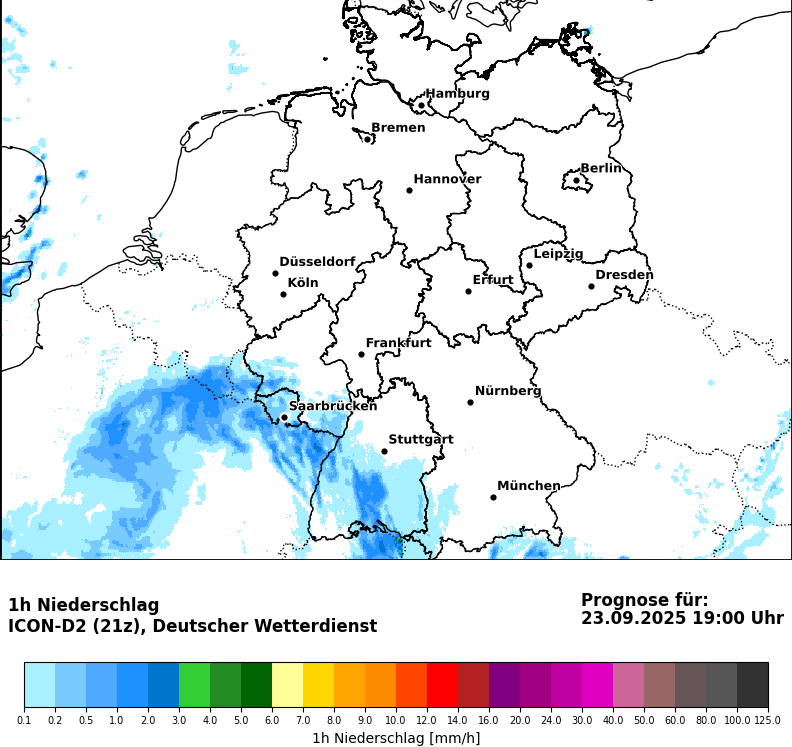 Hamburg
Bremen
Berlin
Hannover
Leipzig
Düsseldorf
Dresden
Erfurt
Köln
Frankfurt
Nürnberg
Saarbrücken
Stuttgart
München
1h Niederschlag
ICON-D2 (21z), Deutscher Wetterdienst
Prognose für:
23.09.2025 19:00 Uhr
0.1 0.2 0.5 1.0 2.0 3.0 4.0 5.0 6.0 7.0 8.0 9.0 10.0 12.0 14.0 16.0 20.0 24.0 30.0 40.0 50.0 60.0 80.0 100.0 125.0
1h Niederschlag [mm/h]